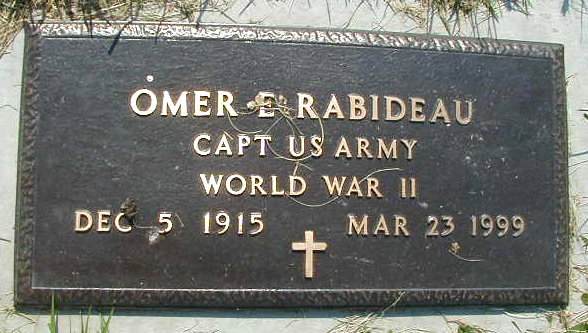 OMER E RABIDEAU
CAPT US ARMY
WORLD WAR II
DEC 5 1915 MAR 23 1999